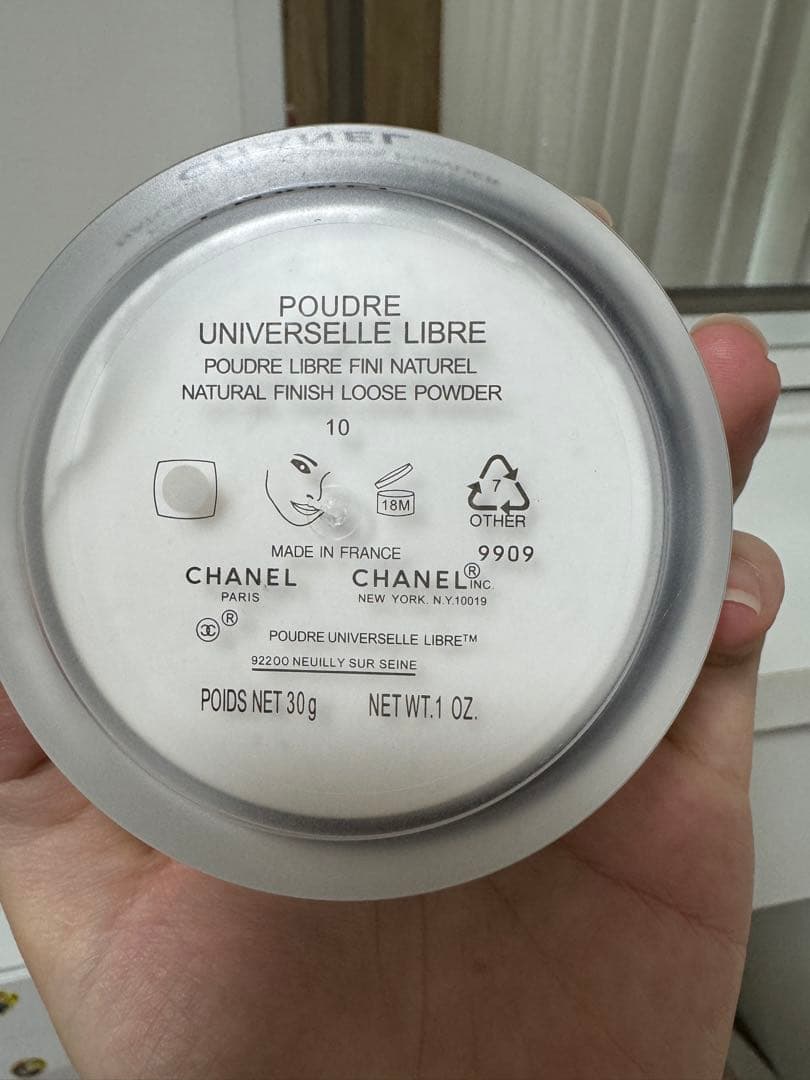 POUDRE
UNIVERSELLE LIBRE
POUDRE LIBRE FINI NATUREL
NATURAL FINISH LOOSE POWDER
10
18M
7
OTHER
MADE IN FRANCE 9909
CHANEL CHANEL® INC.
PARIS NEW YORK. N.Y.10019
®
POUDRE UNIVERSELLE LIBRE™
92200 NEUILLY SUR SEINE
POIDS NET 30g NET WT.1 OZ.